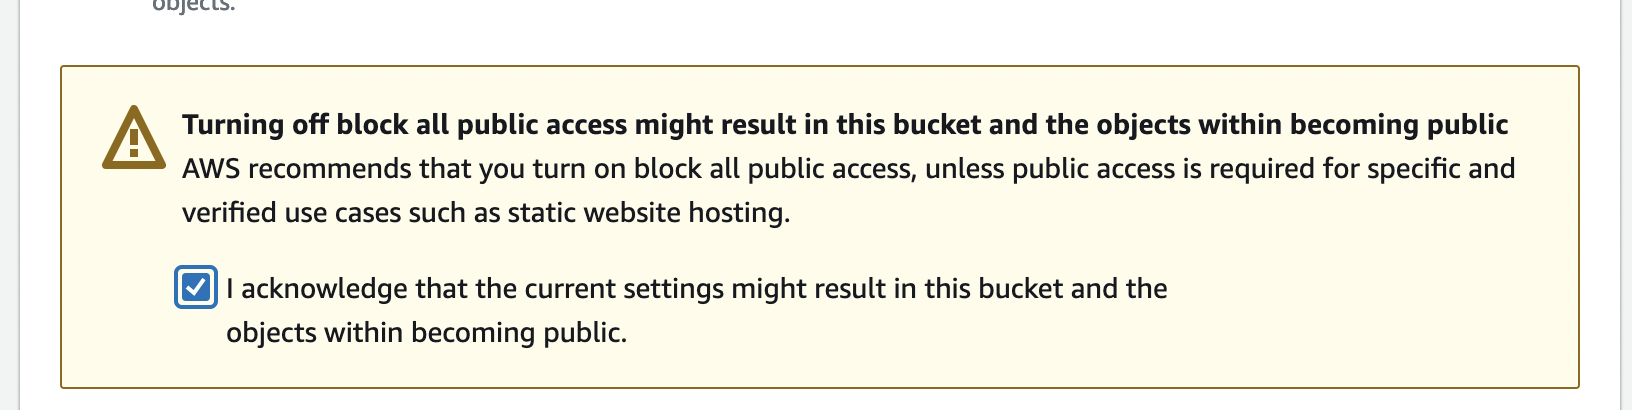 objects.
Turning off block all public access might result in this bucket and the objects within becoming public
AWS recommends that you turn on block all public access, unless public access is required for specific and
verified use cases such as static website hosting.
I acknowledge that the current settings might result in this bucket and the
objects within becoming public.